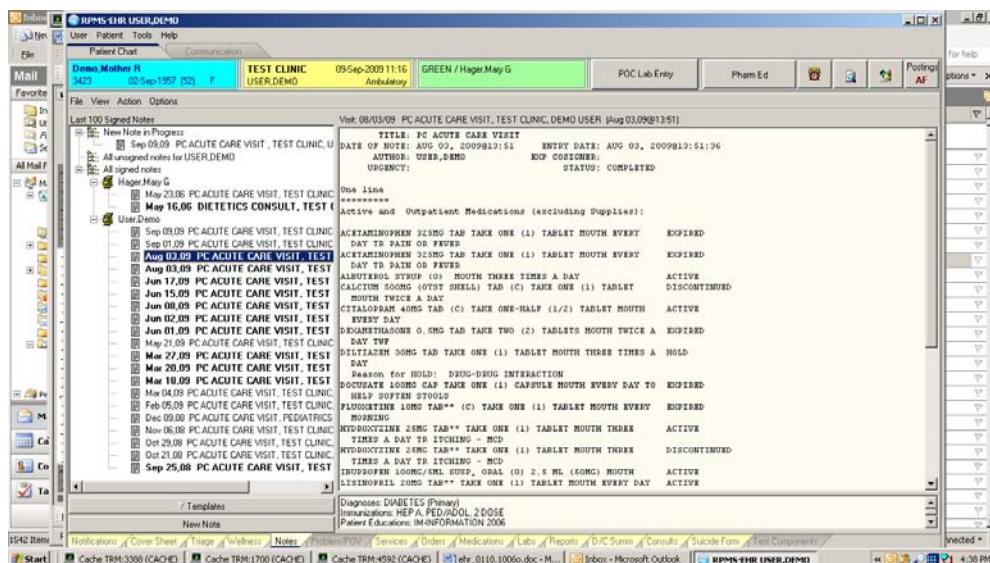 Inbox
RPMS-EHR USER,DEMO
User Patient Tools Help
Patient Chart Communication
Demo,Mother R
3423 02-Sep-1957 (52) F
TEST CLINIC 09-Sep-2009 11:16
USER,DEMO Ambulatory
GREEN / Hager,Mary G
POC Lab Entry
Pharm Ed
Postings
AF
File
for help
Mail
ptions
Favorite
All Mail F
File View Action Options
Last 100 Signed Notes
New Note in Progress
Sep 09,09 PC ACUTE CARE VISIT , TEST CLINIC, U
All unsigned notes for USER,DEMO
All signed notes
Hager,Mary G
May 23,06 PC ACUTE CARE VISIT, TEST CLINIC
May 16,06 DIETETICS CONSULT, TEST
User,Demo
Sep 09,09 PC ACUTE CARE VISIT, TEST CLINIC
Sep 01,09 PC ACUTE CARE VISIT, TEST CLINIC
Aug 03,09 PC ACUTE CARE VISIT, TEST
Aug 03,09 PC ACUTE CARE VISIT, TEST
Jun 17,09 PC ACUTE CARE VISIT, TEST
Jun 15,09 PC ACUTE CARE VISIT, TEST
Jun 08,09 PC ACUTE CARE VISIT, TEST
Jun 02,09 PC ACUTE CARE VISIT, TEST
Jun 01,09 PC ACUTE CARE VISIT, TEST
May 21,09 PC ACUTE CARE VISIT, TEST CLINIC
Mar 27,09 PC ACUTE CARE VISIT, TEST
Mar 20,09 PC ACUTE CARE VISIT, TEST
Mar 18,09 PC ACUTE CARE VISIT, TEST
Mar 04,09 PC ACUTE CARE VISIT, TEST CLINIC,
Feb 05,09 PC ACUTE CARE VISIT, TEST CLINIC,
Dec 09,08 PC ACUTE CARE VISIT, PEDIATRICS
Nov 06,08 PC ACUTE CARE VISIT, TEST CLINIC,
Oct 29,08 PC ACUTE CARE VISIT, TEST CLINIC,
Oct 21,08 PC ACUTE CARE VISIT, TEST CLINIC,
Sep 25,08 PC ACUTE CARE VISIT, TEST
Templates
New Note
Visit: 08/03/09 PC ACUTE CARE VISIT, TEST CLINIC, DEMO USER (Aug 03,09@13:51)
TITLE: PC ACUTE CARE VISIT
DATE OF NOTE: AUG 03, 2009@13:51 ENTRY DATE: AUG 03, 2009@13:51:36
AUTHOR: USER,DEMO EXP COSIGNER:
URGENCY: STATUS: COMPLETED
One line
=========
Active and Outpatient Medications (excluding Supplies):
ACETAMINOPHEN 325MG TAB TAKE ONE (1) TABLET MOUTH EVERY EXPIRED
DAY TR PAIN OR FEVER
ACETAMINOPHEN 325MG TAB TAKE ONE (1) TABLET MOUTH EVERY EXPIRED
DAY TR PAIN OR FEVER
ALBUTEROL SYRUP (O) MOUTH THREE TIMES A DAY ACTIVE
CALCIUM 500MG (OYST SHELL) TAB (C) TAKE ONE (1) TABLET DISCONTINUED
MOUTH TWICE A DAY
CITALOPRAM 40MG TAB (C) TAKE ONE-HALF (1/2) TABLET MOUTH ACTIVE
EVERY DAY
DEXAMETHASONE 0.5MG TAB TAKE TWO (2) TABLETS MOUTH TWICE A EXPIRED
DAY TWF
DILTIAZEM 30MG TAB TAKE ONE (1) TABLET MOUTH THREE TIMES A HOLD
DAY
Reason for HOLD: DRUG-DRUG INTERACTION
DOCUSATE 100MG CAP TAKE ONE (1) CAPSULE MOUTH EVERY DAY TO EXPIRED
HELP SOFTEN STOOLS
FLUOXETINE 10MG TAB** (C) TAKE ONE (1) TABLET MOUTH EVERY EXPIRED
MORNING
HYDROXYZINE 25MG TAB** TAKE ONE (1) TABLET MOUTH THREE ACTIVE
TIMES A DAY TR ITCHING - MCD
HYDROXYZINE 25MG TAB** TAKE ONE (1) TABLET MOUTH THREE DISCONTINUED
TIMES A DAY TR ITCHING - MCD
IBUPROFEN 100MG/5ML SUSP, ORAL (O) 2.5 ML (50MG) MOUTH ACTIVE
LISINOPRIL 20MG TAB** TAKE ONE (1) TABLET MOUTH EVERY DAY ACTIVE
Diagnoses: DIABETES (Primary)
Immunizations: HEP A, PED/ADOL, 2 DOSE
Patient Educations: IM-INFORMATION 2006
1542 Items
Notifications Cover Sheet Triage Wellness Notes Problem/POV Services Orders Medications Labs Reports D/C Summ Consults Suicide Form Test Components
nnected
Start
Cache TRM:3300 (CACHE)
Cache TRM:1700 (CACHE)
Cache TRM:4592 (CACHE)
ehr_0110.1006o.doc - M...
Inbox - Microsoft Outlook
RPMS-EHR USER,DEMO
4:38 PM